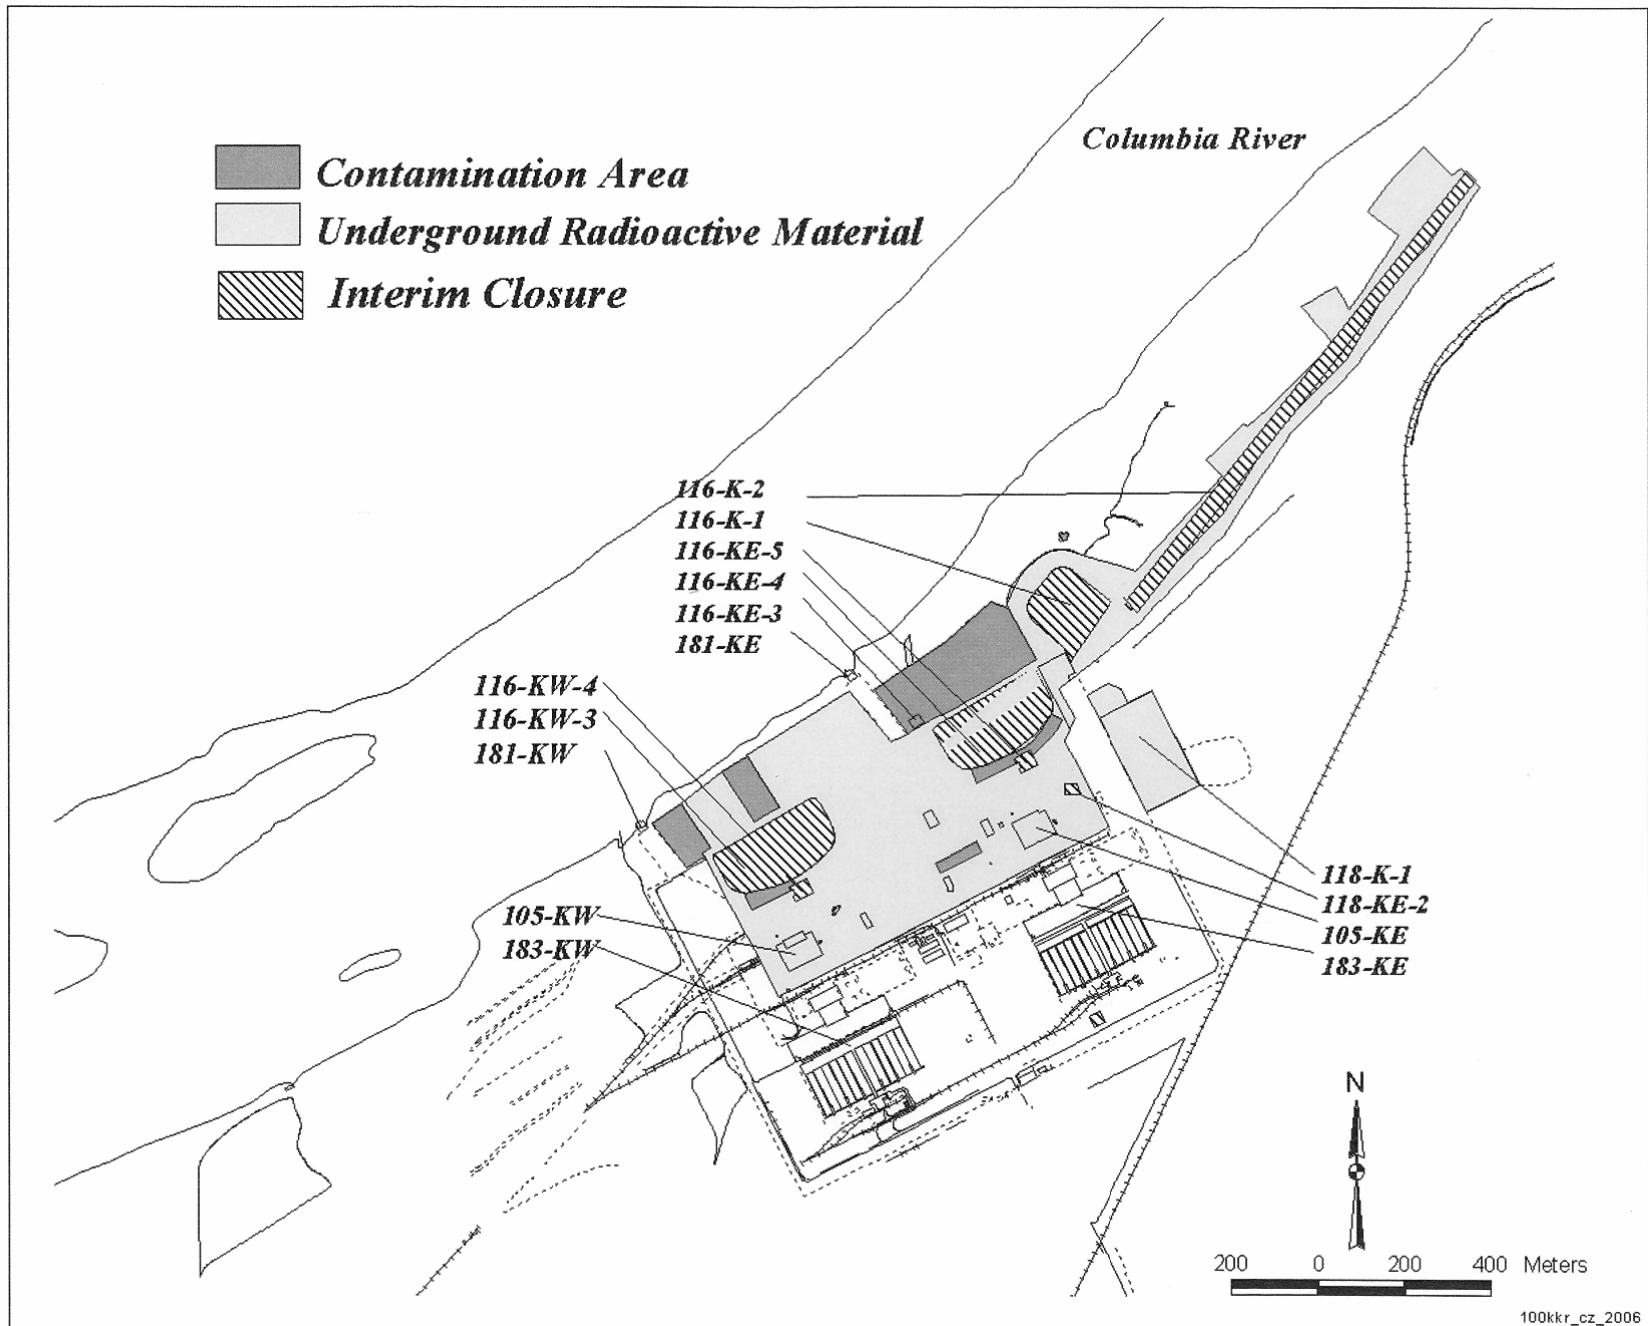 Columbia River
Contamination Area
Underground Radioactive Material
Interim Closure
116-K-2
116-K-1
116-KE-5
116-KE-4
116-KE-3
181-KE
116-KW-4
116-KW-3
181-KW
105-KW
183-KW
118-K-1
118-KE-2
105-KE
183-KE
N
200 0 200 400 Meters
100kkr_cz_2006